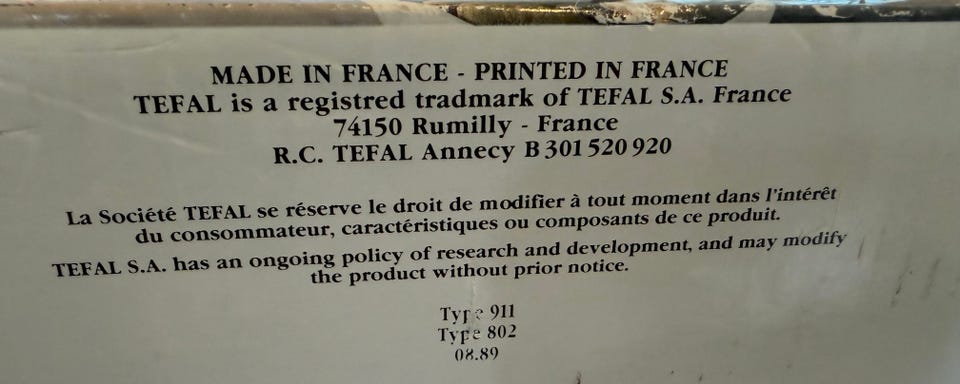 MADE IN FRANCE - PRINTED IN FRANCE
TEFAL is a registred tradmark of TEFAL S.A. France
74150 Rumilly - France
R.C. TEFAL Annecy B 301 520 920
La Société TEFAL se réserve le droit de modifier à tout moment dans l'intérêt
du consommateur, caractéristiques ou composants de ce produit.
TEFAL S.A. has an ongoing policy of research and development, and may modify
the product without prior notice.
Type 911
Type 802
08.89